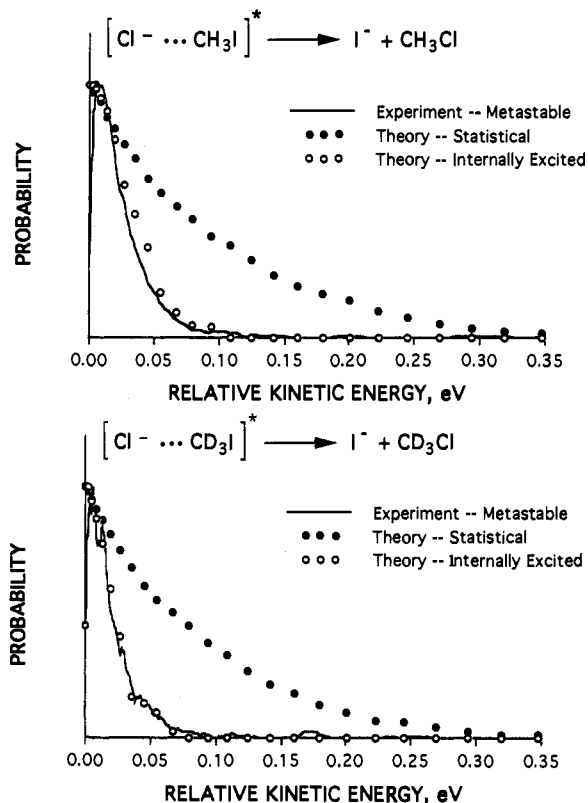 [Cl⁻ ··· CH₃I]* ⟶ I⁻ + CH₃Cl
Experiment -- Metastable
Theory -- Statistical
Theory -- Internally Excited
PROBABILITY
0.00 0.05 0.10 0.15 0.20 0.25 0.30 0.35
RELATIVE KINETIC ENERGY, eV
[Cl⁻ ··· CD₃I]* ⟶ I⁻ + CD₃Cl
Experiment -- Metastable
Theory -- Statistical
Theory -- Internally Excited
PROBABILITY
0.00 0.05 0.10 0.15 0.20 0.25 0.30 0.35
RELATIVE KINETIC ENERGY, eV